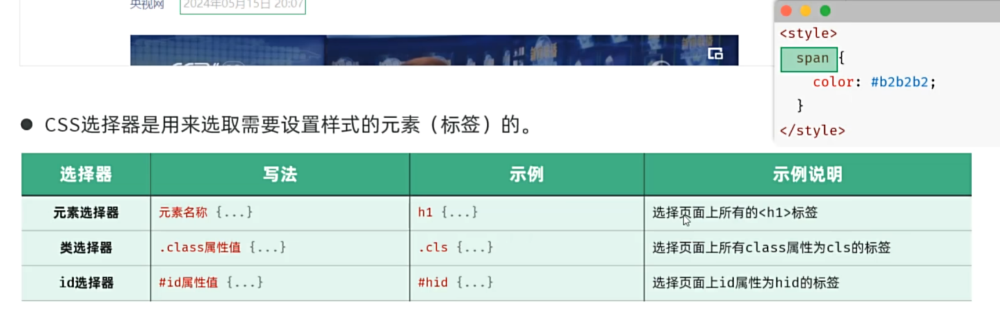 央视网 2024年05月15日 20:07
<style>
span{
color: #b2b2b2;
}
</style>
● CSS选择器是用来选取需要设置样式的元素（标签）的。
选择器 写法 示例 示例说明
元素选择器 元素名称 {...} h1 {...} 选择页面上所有的<h1>标签
类选择器 .class属性值 {...} .cls {...} 选择页面上所有class属性为cls的标签
id选择器 #id属性值 {...} #hid {...} 选择页面上id属性为hid的标签